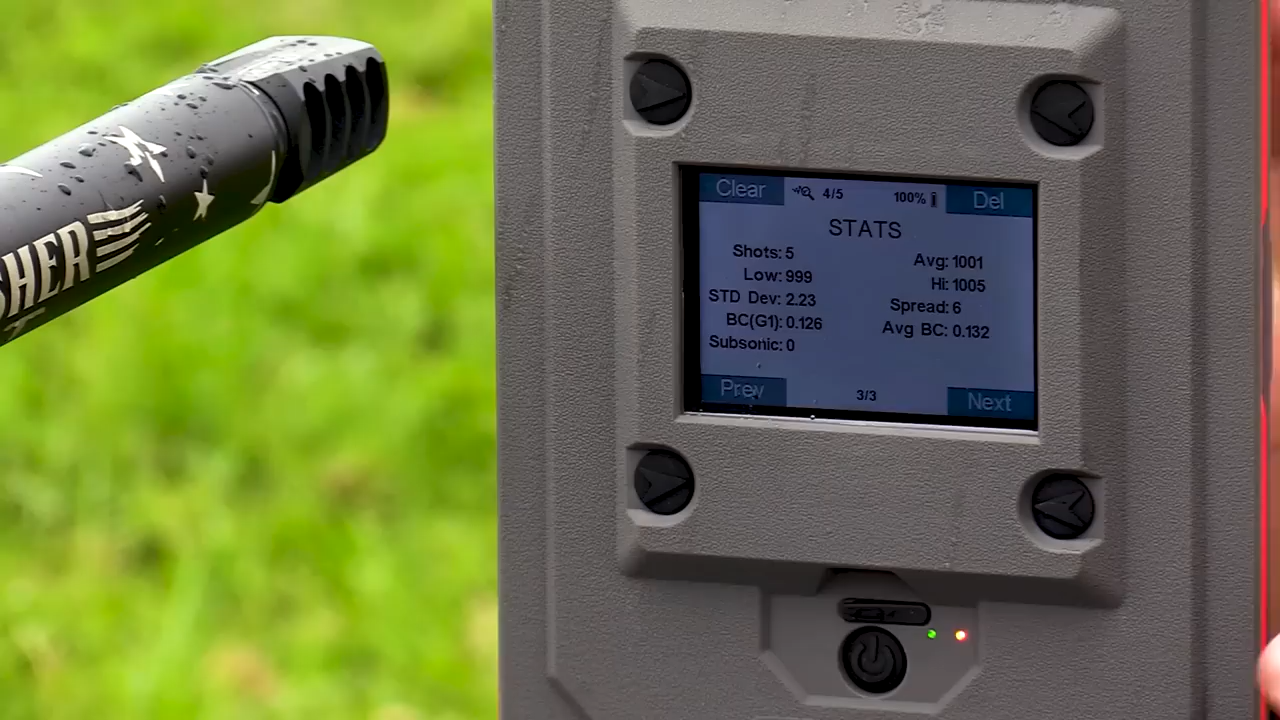 SHER
Clear 4/5 100% Del
STATS
Shots: 5 Avg: 1001
Low: 999 Hi: 1005
STD Dev: 2.23 Spread: 6
BC(G1): 0.126 Avg BC: 0.132
Subsonic: 0
Prev 3/3 Next